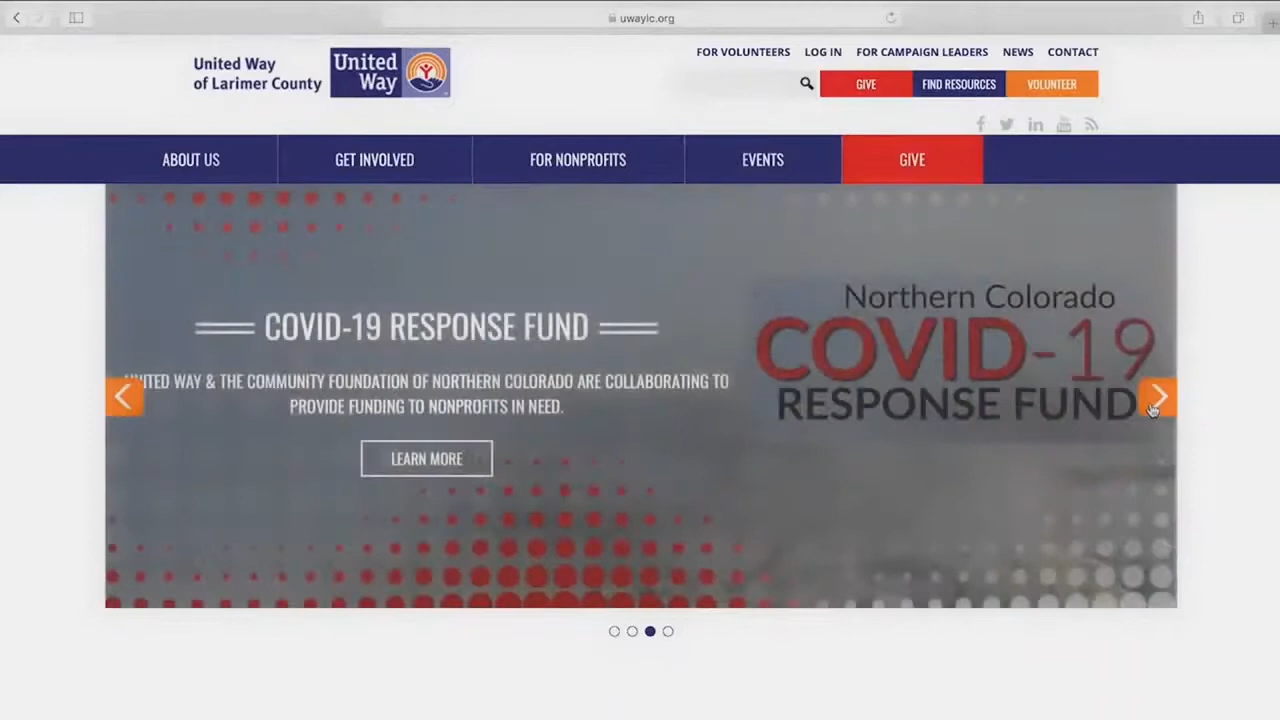 uwaylc.org
FOR VOLUNTEERS LOG IN FOR CAMPAIGN LEADERS NEWS CONTACT
United Way
of Larimer County
United
Way
GIVE FIND RESOURCES VOLUNTEER
ABOUT US GET INVOLVED FOR NONPROFITS EVENTS GIVE
COVID-19 RESPONSE FUND
UNITED WAY & THE COMMUNITY FOUNDATION OF NORTHERN COLORADO ARE COLLABORATING TO
PROVIDE FUNDING TO NONPROFITS IN NEED.
LEARN MORE
Northern Colorado
COVID-19
RESPONSE FUND